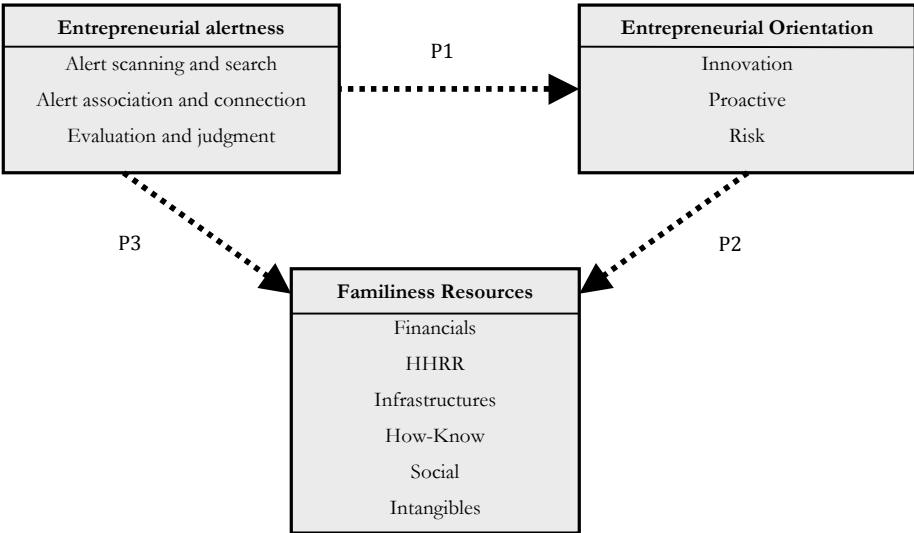 Entrepreneurial alertness
Alert scanning and search
Alert association and connection
Evaluation and judgment
P1
Entrepreneurial Orientation
Innovation
Proactive
Risk
P3
P2
Familiness Resources
Financials
HHRR
Infrastructures
How-Know
Social
Intangibles